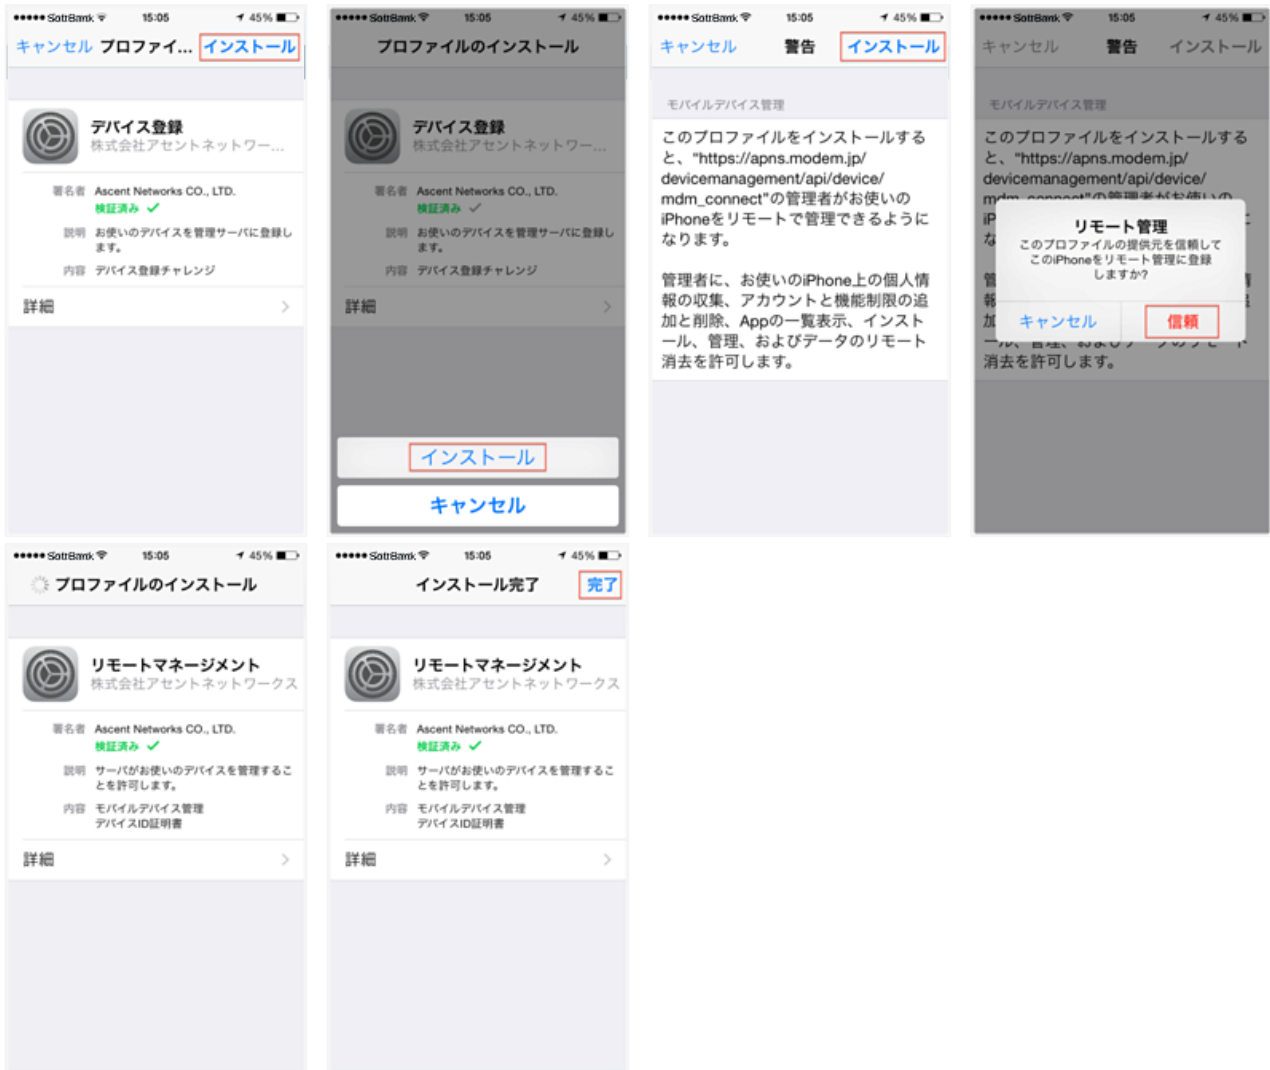 SoftBank 15:05 45%
キャンセル プロファイ... インストール
デバイス登録
株式会社アセントネットワー...
署名者 Ascent Networks CO., LTD.
検証済み
説明 お使いのデバイスを管理サーバに登録し
ます。
内容 デバイス登録チャレンジ
詳細
SoftBank 15:05 45%
プロファイルのインストール
デバイス登録
株式会社アセントネットワー...
署名者 Ascent Networks CO., LTD.
検証済み
説明 お使いのデバイスを管理サーバに登録し
ます。
内容 デバイス登録チャレンジ
詳細
インストール
キャンセル
SoftBank 15:05 45%
キャンセル 警告 インストール
モバイルデバイス管理
このプロファイルをインストールする
と、"https://apns.modem.jp/
devicemanagement/api/device/
mdm_connect"の管理者がお使いの
iPhoneをリモートで管理できるように
なります。
管理者に、お使いのiPhone上の個人情
報の収集、アカウントと機能制限の追
加と削除、Appの一覧表示、インスト
ール、管理、およびデータのリモート
消去を許可します。
SoftBank 15:05 45%
キャンセル 警告 インストール
モバイルデバイス管理
このプロファイルをインストールする
と、"https://apns.modem.jp/
devicemanagement/api/device/
mdm_connect"の管理者がお使いの
リモート管理
このプロファイルの提供元を信頼して
このiPhoneをリモート管理に登録
しますか?
キャンセル 信頼
ール、管理、およびデータのリモート
消去を許可します。
SoftBank 15:05 45%
プロファイルのインストール
リモートマネージメント
株式会社アセントネットワークス
署名者 Ascent Networks CO., LTD.
検証済み
説明 サーバがお使いのデバイスを管理するこ
とを許可します。
内容 モバイルデバイス管理
デバイスID証明書
詳細
SoftBank 15:05 45%
インストール完了 完了
リモートマネージメント
株式会社アセントネットワークス
署名者 Ascent Networks CO., LTD.
検証済み
説明 サーバがお使いのデバイスを管理するこ
とを許可します。
内容 モバイルデバイス管理
デバイスID証明書
詳細